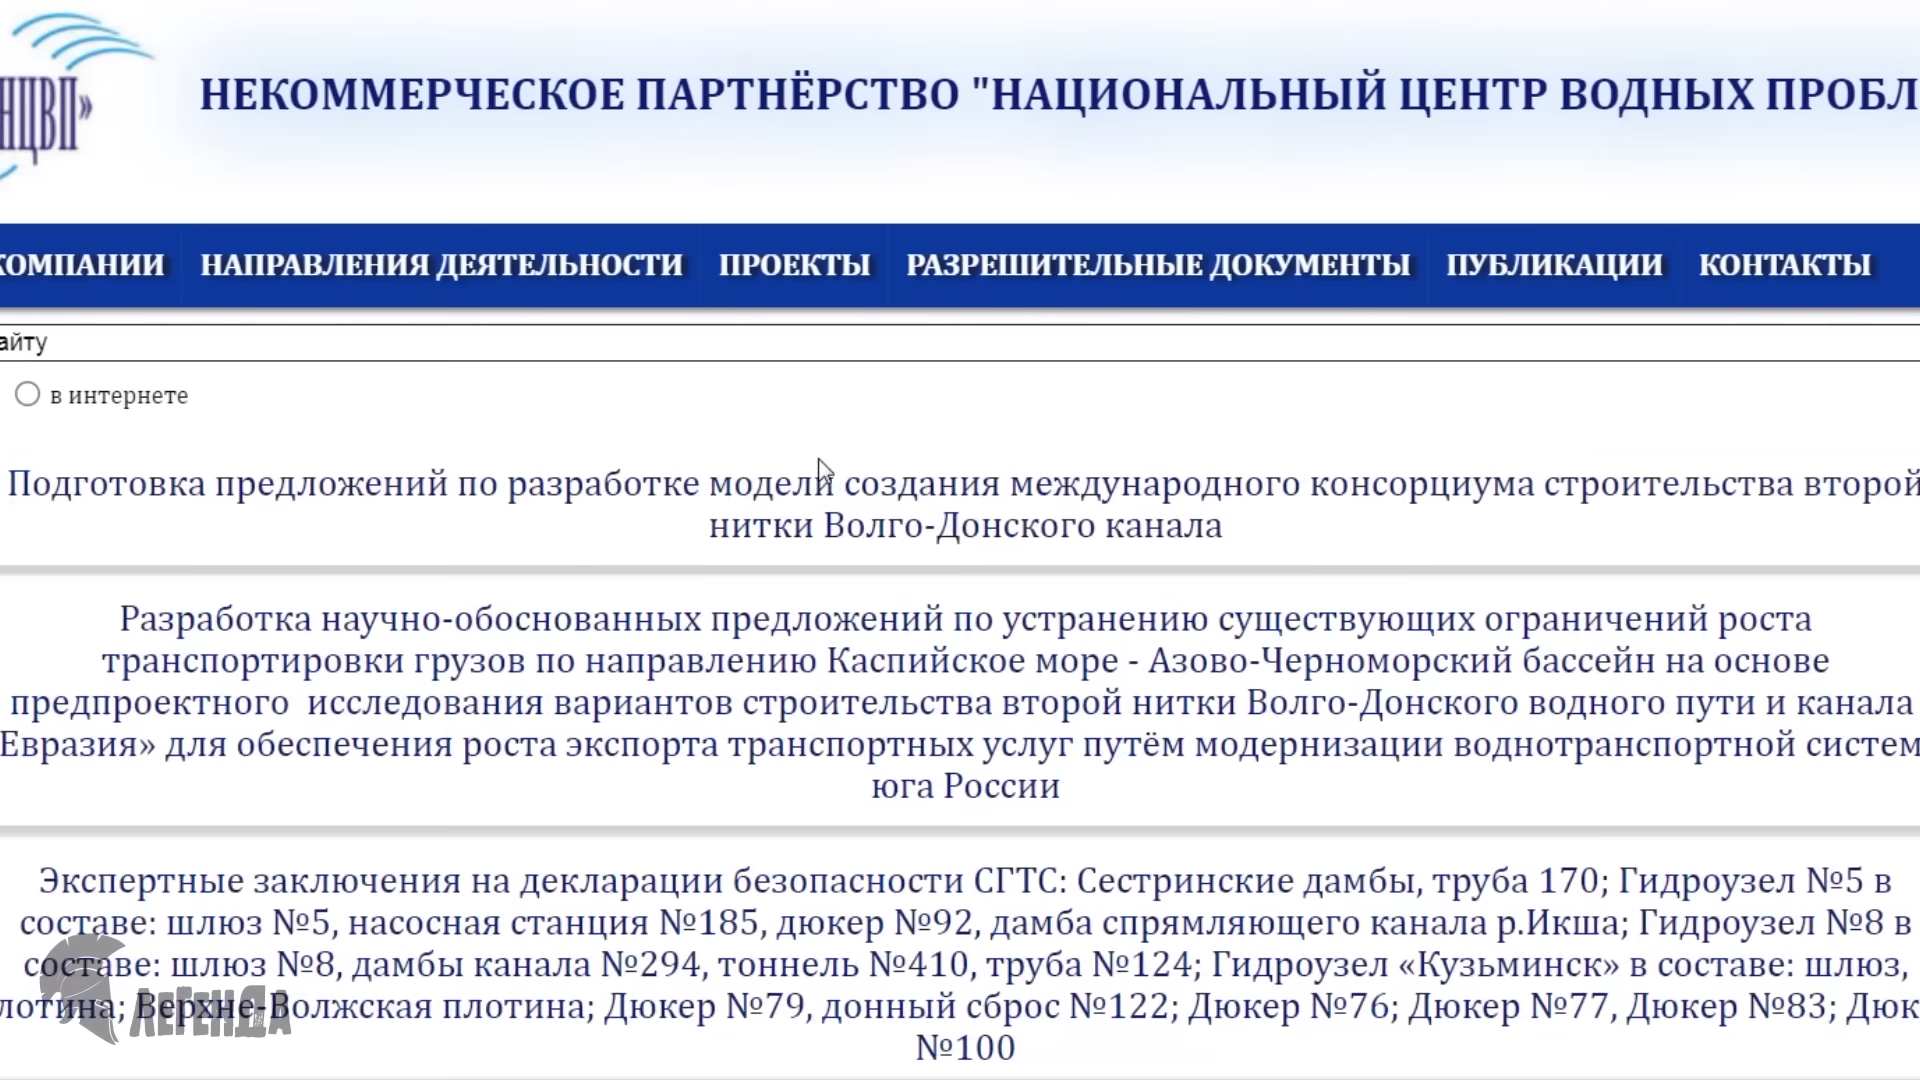 НЕКОММЕРЧЕСКОЕ ПАРТНЁРСТВО "НАЦИОНАЛЬНЫЙ ЦЕНТР ВОДНЫХ ПРОБЛ
НЦВП»
КОМПАНИИ НАПРАВЛЕНИЯ ДЕЯТЕЛЬНОСТИ ПРОЕКТЫ РАЗРЕШИТЕЛЬНЫЕ ДОКУМЕНТЫ ПУБЛИКАЦИИ КОНТАКТЫ
айту
в интернете
Подготовка предложений по разработке модели создания международного консорциума строительства второй
нитки Волго-Донского канала
Разработка научно-обоснованных предложений по устранению существующих ограничений роста
транспортировки грузов по направлению Каспийское море - Азово-Черноморский бассейн на основе
предпроектного исследования вариантов строительства второй нитки Волго-Донского водного пути и канала
Евразия» для обеспечения роста экспорта транспортных услуг путём модернизации воднотранспортной систем
юга России
Экспертные заключения на декларации безопасности СГТС: Сестринские дамбы, труба 170; Гидроузел №5 в
составе: шлюз №5, насосная станция №185, дюкер №92, дамба спрямляющего канала р.Икша; Гидроузел №8 в
составе: шлюз №8, дамбы канала №294, тоннель №410, труба №124; Гидроузел «Кузьминск» в составе: шлюз,
лотина; Верхне-Волжская плотина; Дюкер №79, донный сброс №122; Дюкер №76; Дюкер №77, Дюкер №83; Дюк
№100
ЛЕГЕНДА